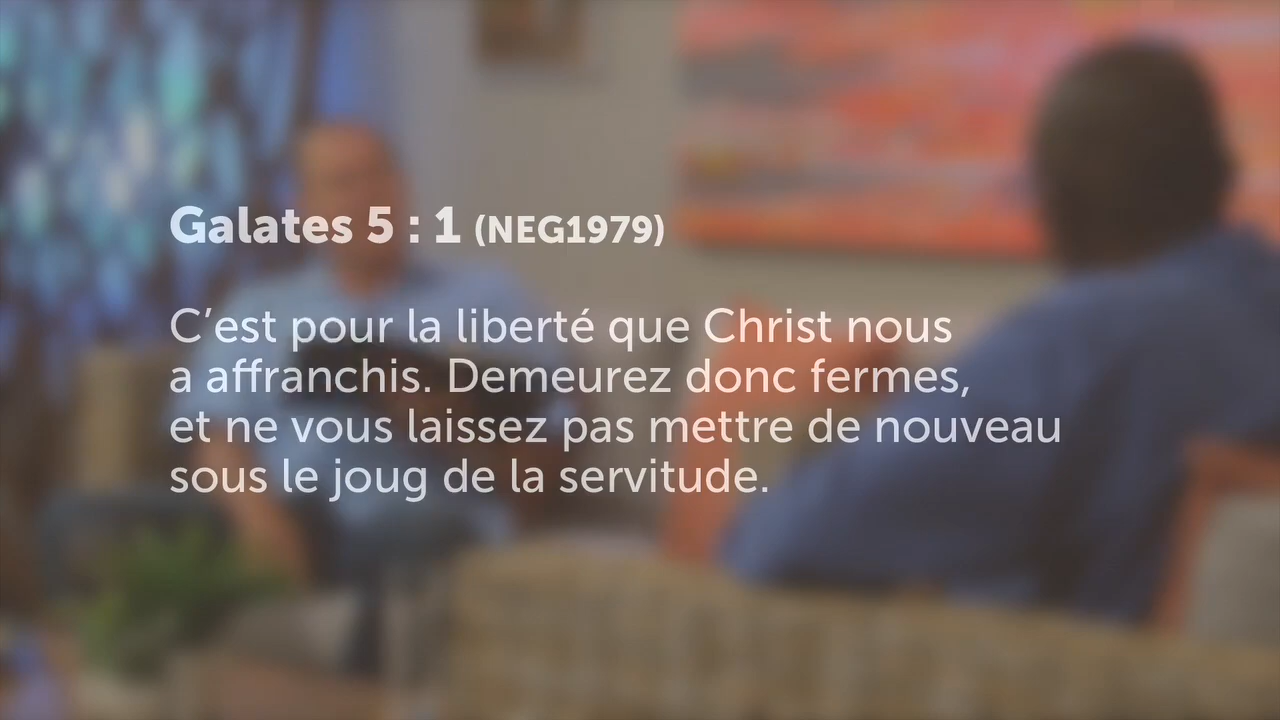 Galates 5 : 1 (NEG1979)
C’est pour la liberté que Christ nous
a affranchis. Demeurez donc fermes,
et ne vous laissez pas mettre de nouveau
sous le joug de la servitude.